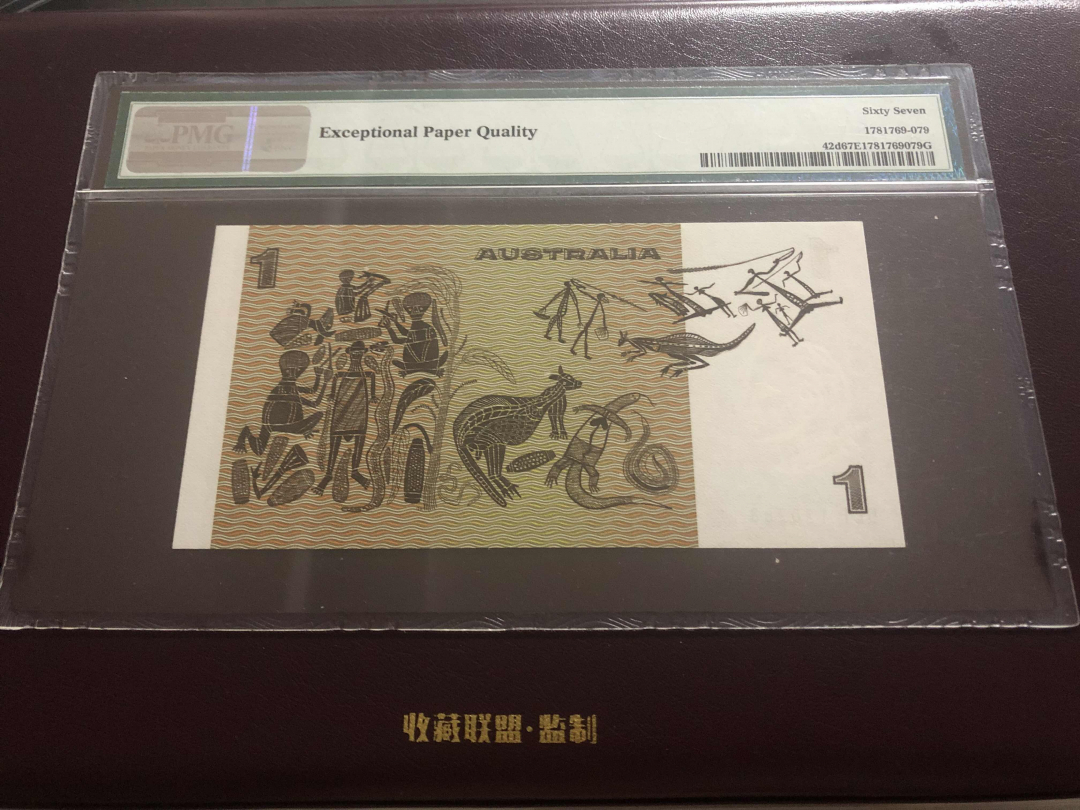 PMG
Exceptional Paper Quality
Sixty Seven
1781769-079
42d67E1781769079G
1
AUSTRALIA
1
收藏联盟·监制